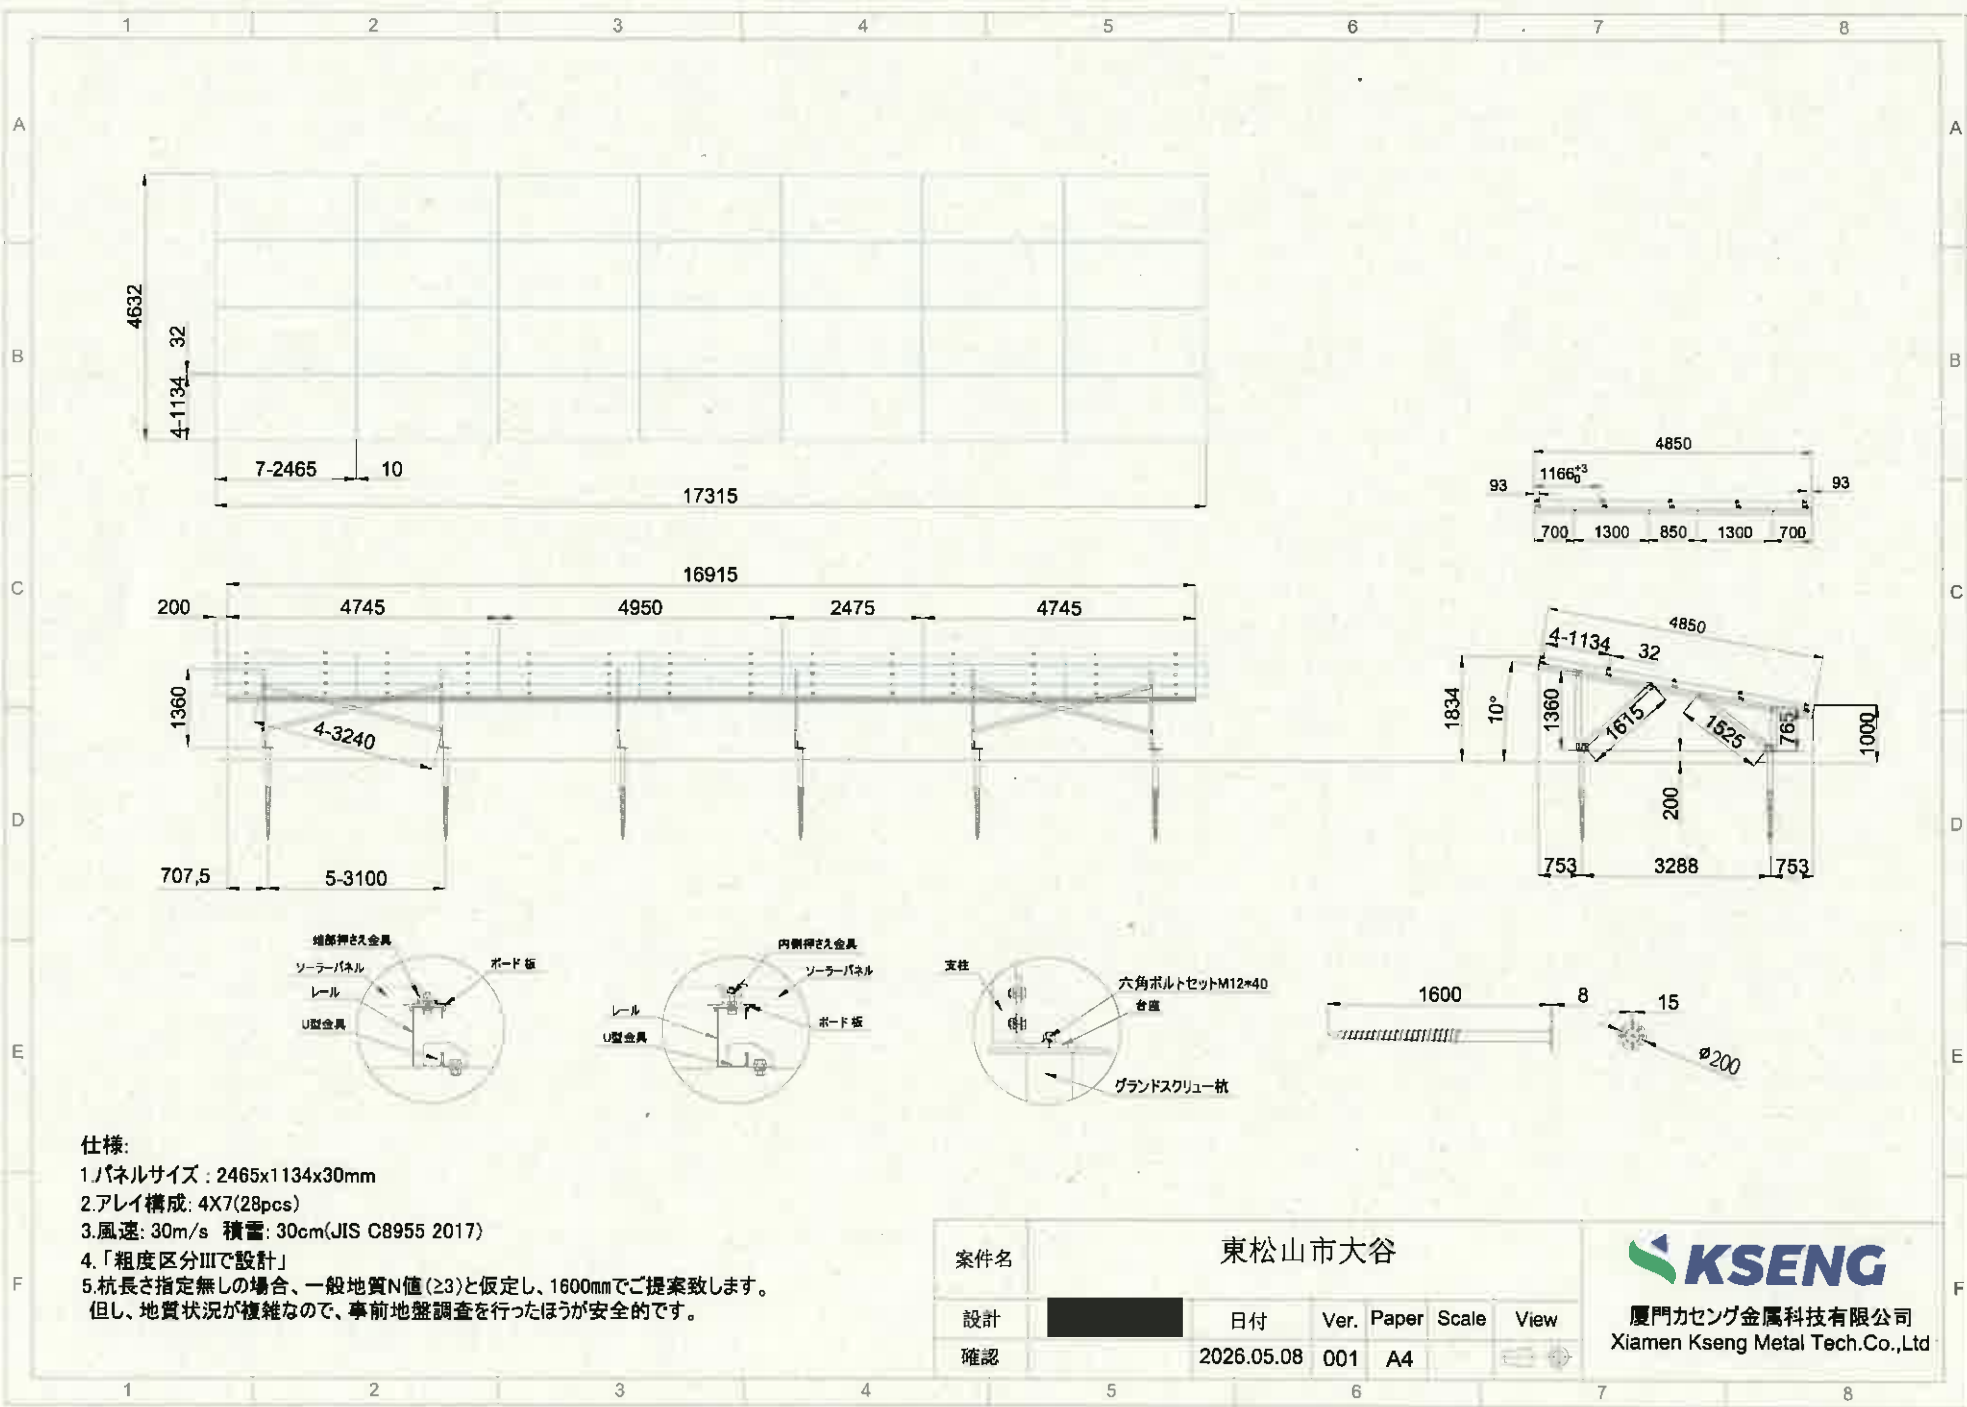 1 2 3 4 5 6 7 8
A A
B B
C C
D D
E E
F F
4632
32
4-1134
7-2465 10
17315
4850
1166+3 0
93 93
700 1300 850 1300 700
16915
200 4745 4950 2475 4745
1360
4-3240
707,5 5-3100
4850
4-1134 32
1834 10° 1360 1615 1525 765 1000
200
753 3288 753
端部押さえ金具
ソーラーパネル ボード板
レール
U型金具
内側押さえ金具
ソーラーパネル
レール
ボード板
U型金具
支柱
六角ボルトセットM12*40
台座
グランドスクリュー杭
1600 8 15
ø200
仕様:
1.パネルサイズ : 2465x1134x30mm
2.アレイ構成: 4X7(28pcs)
3.風速: 30m/s 積雪: 30cm(JIS C8955 2017)
4.「粗度区分IIIで設計」
5.杭長さ指定無しの場合、一般地質N値(≥3)と仮定し、1600mmでご提案致します。
但し、地質状況が複雑なので、事前地盤調査を行ったほうが安全的です。
案件名 東松山市大谷
設計 日付 Ver. Paper Scale View
確認 2026.05.08 001 A4
KSENG
厦門カセング金属科技有限公司
Xiamen Kseng Metal Tech.Co.,Ltd
1 2 3 4 5 6 7 8